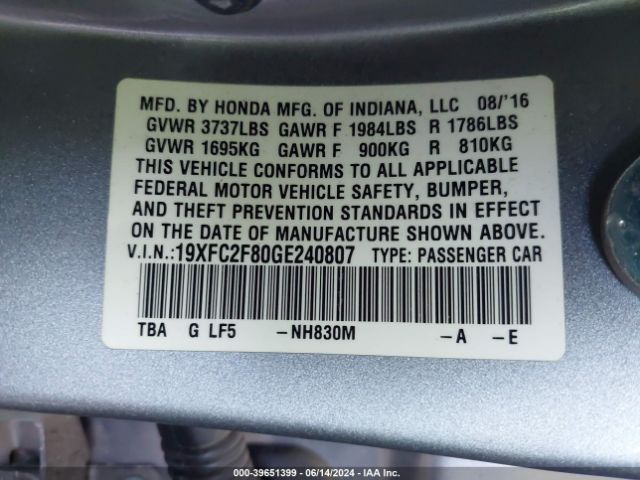 MFD. BY HONDA MFG. OF INDIANA, LLC 08/'16
GVWR 3737LBS GAWR F 1984LBS R 1786LBS
GVWR 1695KG GAWR F 900KG R 810KG
THIS VEHICLE CONFORMS TO ALL APPLICABLE
FEDERAL MOTOR VEHICLE SAFETY, BUMPER,
AND THEFT PREVENTION STANDARDS IN EFFECT
ON THE DATE OF MANUFACTURE SHOWN ABOVE.
V.I.N.:19XFC2F80GE240807 TYPE: PASSENGER CAR
TBA G LF5 -NH830M -A -E
000-39651399 - 06/14/2024 - IAA Inc.